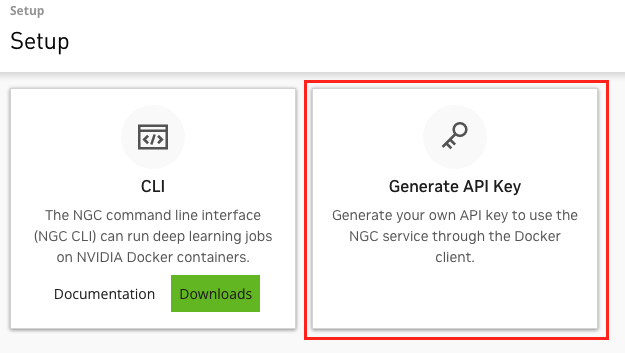 Setup
Setup
CLI
The NGC command line interface
(NGC CLI) can run deep learning jobs
on NVIDIA Docker containers.
Documentation
Downloads
Generate API Key
Generate your own API key to use the
NGC service through the Docker
client.